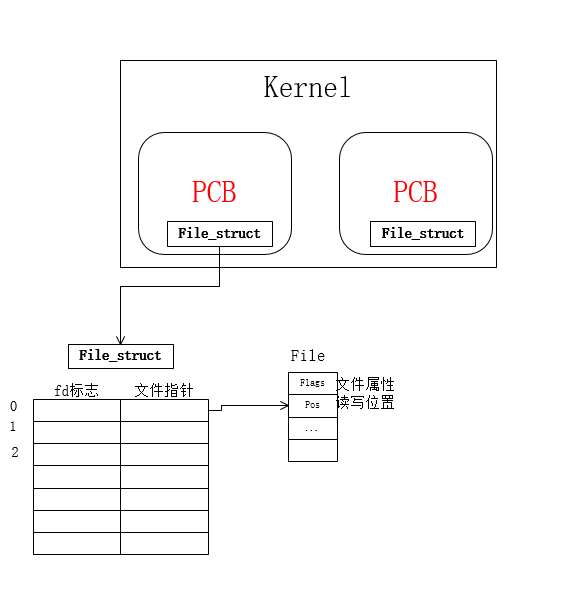 Kernel
PCB
PCB
File_struct
File_struct
File_struct
File
fd标志
文件指针
Flags
文件属性
0
Pos
读写位置
1
...
2